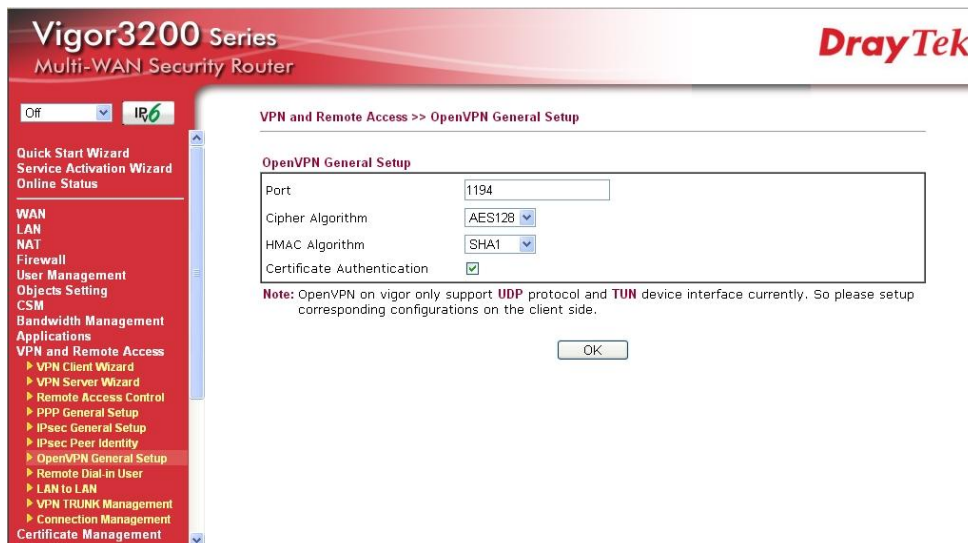 Vigor3200 Series
Multi-WAN Security Router
DrayTek
Off
IPv6
Quick Start Wizard
Service Activation Wizard
Online Status
WAN
LAN
NAT
Firewall
User Management
Objects Setting
CSM
Bandwidth Management
Applications
VPN and Remote Access
VPN Client Wizard
VPN Server Wizard
Remote Access Control
PPP General Setup
IPsec General Setup
IPsec Peer Identity
OpenVPN General Setup
Remote Dial-in User
LAN to LAN
VPN TRUNK Management
Connection Management
Certificate Management
VPN and Remote Access >> OpenVPN General Setup
OpenVPN General Setup
Port 1194
Cipher Algorithm AES128
HMAC Algorithm SHA1
Certificate Authentication
Note: OpenVPN on vigor only support UDP protocol and TUN device interface currently. So please setup
corresponding configurations on the client side.
OK